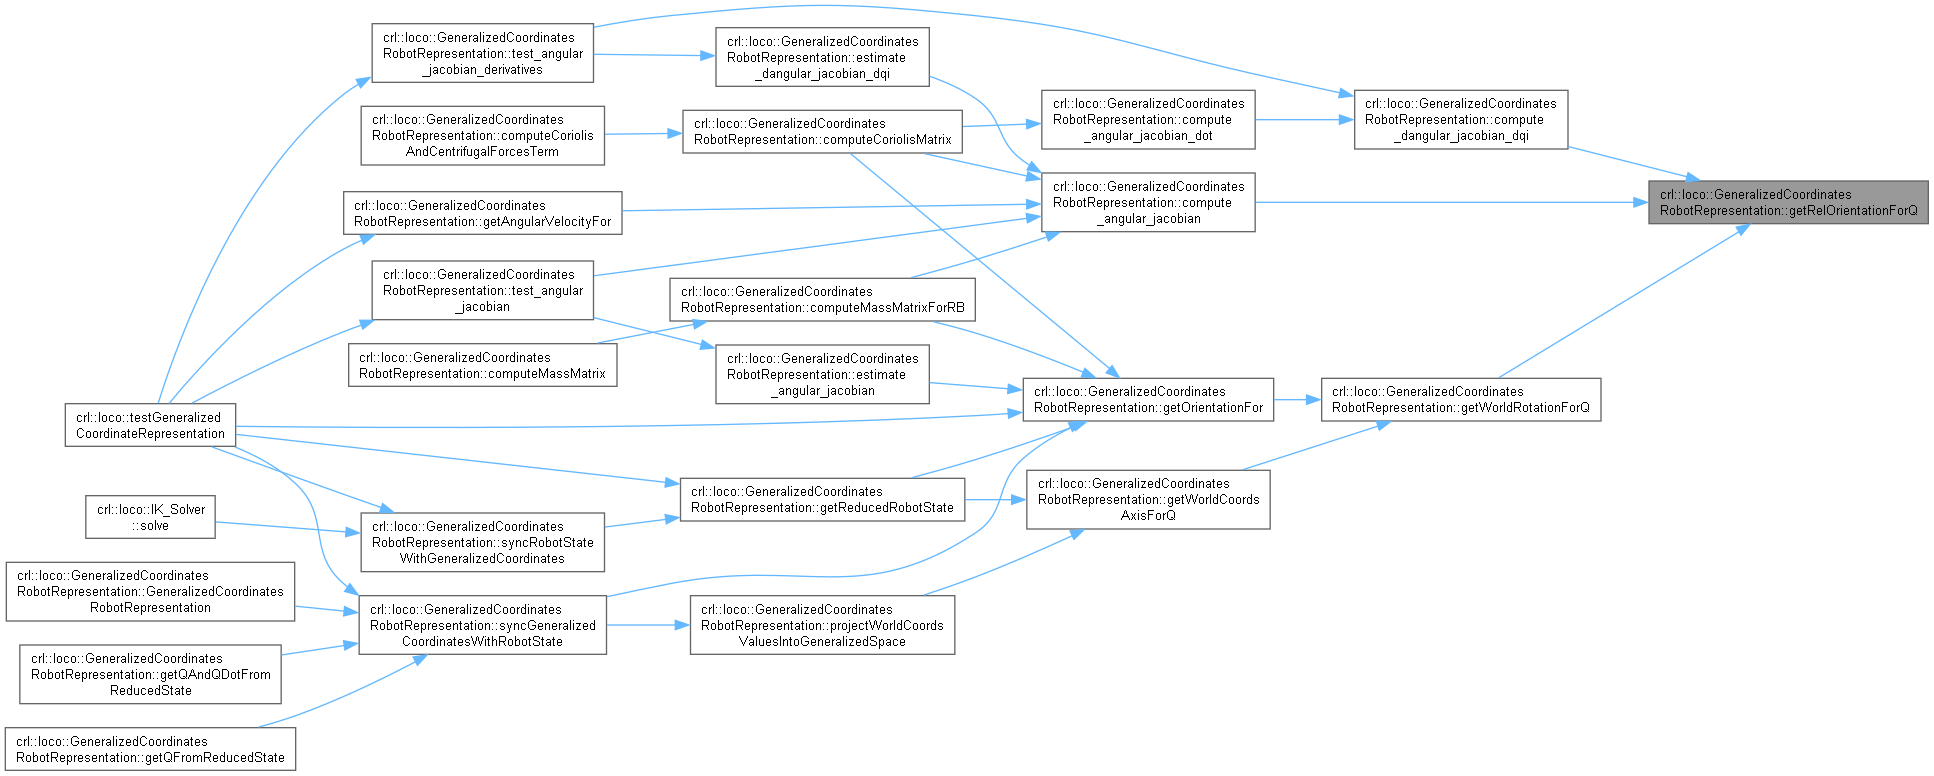 crl::loco::GeneralizedCoordinates
RobotRepresentation::test_angular
_jacobian_derivatives
crl::loco::GeneralizedCoordinates
RobotRepresentation::estimate
_dangular_jacobian_dqi
crl::loco::GeneralizedCoordinates
RobotRepresentation::computeCoriolis
AndCentrifugalForcesTerm
crl::loco::GeneralizedCoordinates
RobotRepresentation::computeCoriolisMatrix
crl::loco::GeneralizedCoordinates
RobotRepresentation::compute
_angular_jacobian_dot
crl::loco::GeneralizedCoordinates
RobotRepresentation::compute
_dangular_jacobian_dqi
crl::loco::GeneralizedCoordinates
RobotRepresentation::getAngularVelocityFor
crl::loco::GeneralizedCoordinates
RobotRepresentation::compute
_angular_jacobian
crl::loco::GeneralizedCoordinates
RobotRepresentation::getRelOrientationForQ
crl::loco::GeneralizedCoordinates
RobotRepresentation::test_angular
_jacobian
crl::loco::GeneralizedCoordinates
RobotRepresentation::computeMassMatrixForRB
crl::loco::GeneralizedCoordinates
RobotRepresentation::computeMassMatrix
crl::loco::GeneralizedCoordinates
RobotRepresentation::estimate
_angular_jacobian
crl::loco::GeneralizedCoordinates
RobotRepresentation::getOrientationFor
crl::loco::GeneralizedCoordinates
RobotRepresentation::getWorldRotationForQ
crl::loco::testGeneralized
CoordinateRepresentation
crl::loco::GeneralizedCoordinates
RobotRepresentation::getReducedRobotState
crl::loco::GeneralizedCoordinates
RobotRepresentation::getWorldCoords
AxisForQ
crl::loco::IK_Solver
::solve
crl::loco::GeneralizedCoordinates
RobotRepresentation::syncRobotState
WithGeneralizedCoordinates
crl::loco::GeneralizedCoordinates
RobotRepresentation::GeneralizedCoordinates
RobotRepresentation
crl::loco::GeneralizedCoordinates
RobotRepresentation::syncGeneralized
CoordinatesWithRobotState
crl::loco::GeneralizedCoordinates
RobotRepresentation::projectWorldCoords
ValuesIntoGeneralizedSpace
crl::loco::GeneralizedCoordinates
RobotRepresentation::getQAndQDotFrom
ReducedState
crl::loco::GeneralizedCoordinates
RobotRepresentation::getQFromReducedState